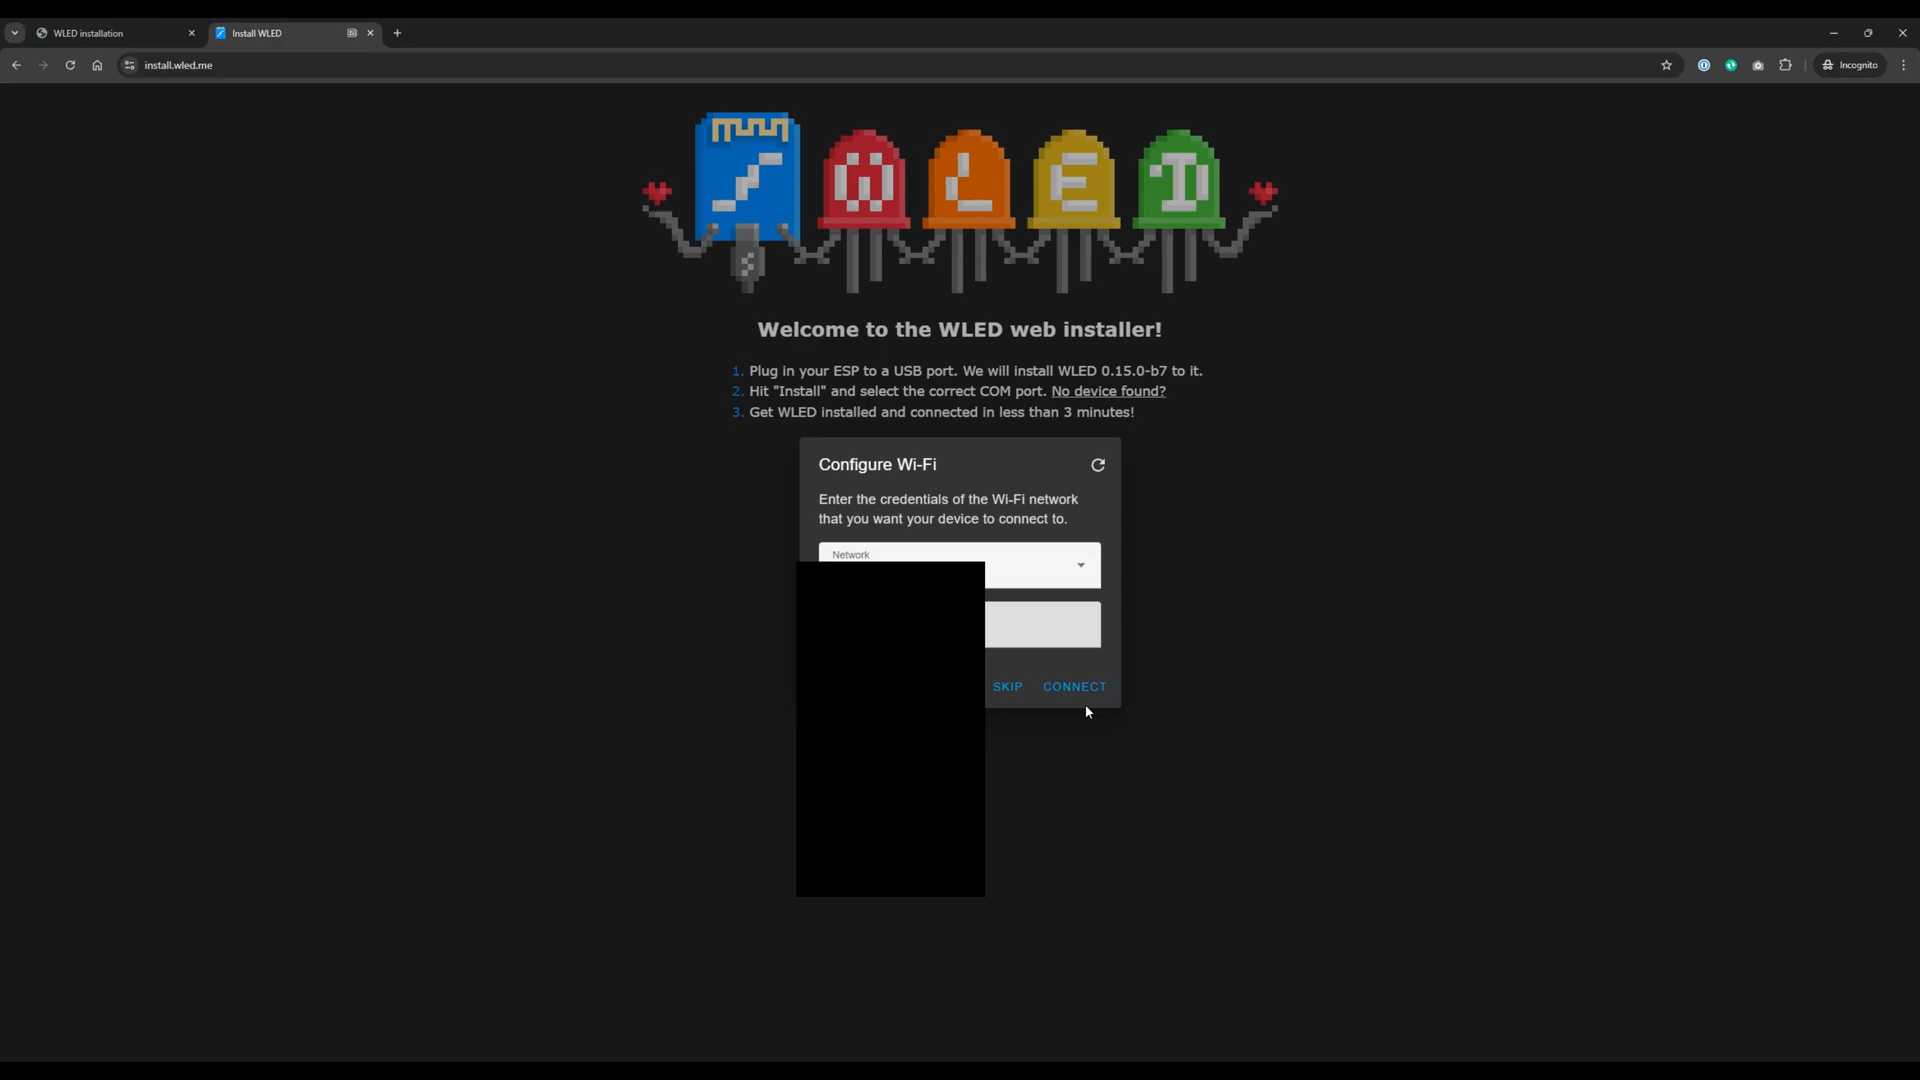 WLED installation
Install WLED
install.wled.me
Incognito
WLED
Welcome to the WLED web installer!
1. Plug in your ESP to a USB port. We will install WLED 0.15.0-b7 to it.
2. Hit "Install" and select the correct COM port. No device found?
3. Get WLED installed and connected in less than 3 minutes!
Configure Wi-Fi
Enter the credentials of the Wi-Fi network
that you want your device to connect to.
Network
SKIP
CONNECT